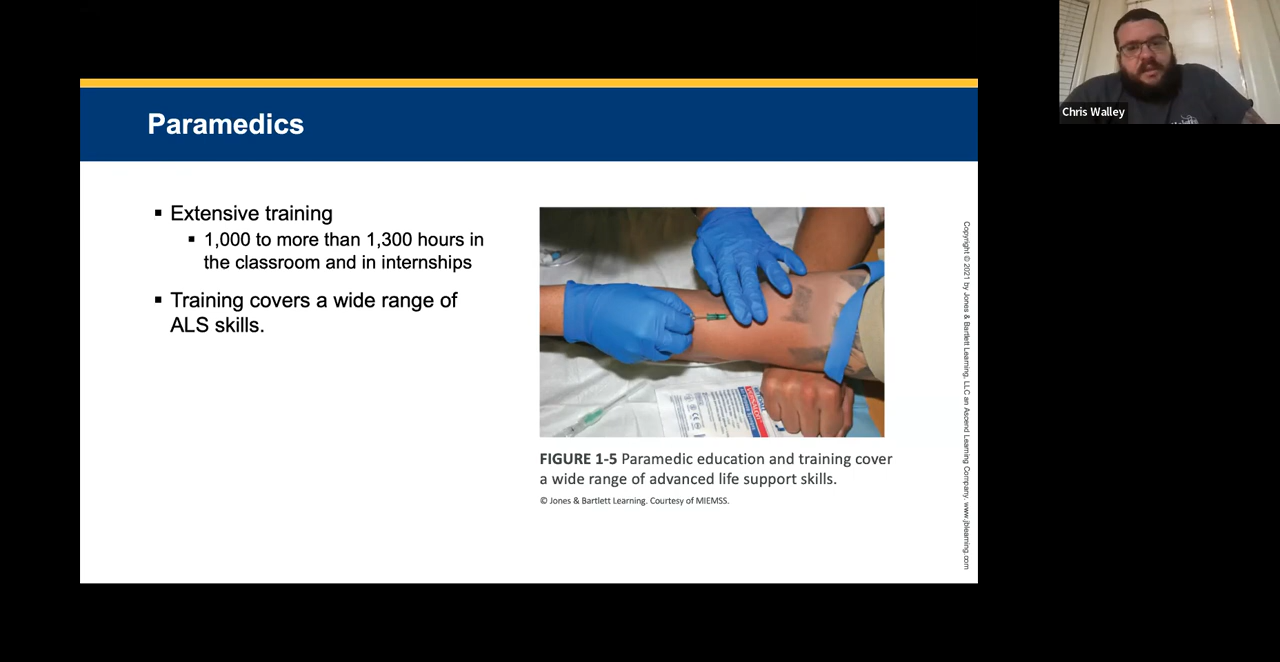 Paramedics
Extensive training
1,000 to more than 1,300 hours in
the classroom and in internships
Training covers a wide range of
ALS skills.
FIGURE 1-5 Paramedic education and training cover
a wide range of advanced life support skills.
© Jones & Bartlett Learning. Courtesy of MIEMSS.
Copyright © 2021 by Jones & Bartlett Learning, LLC an Ascend Learning Company. www.jblearning.com
Chris Walley